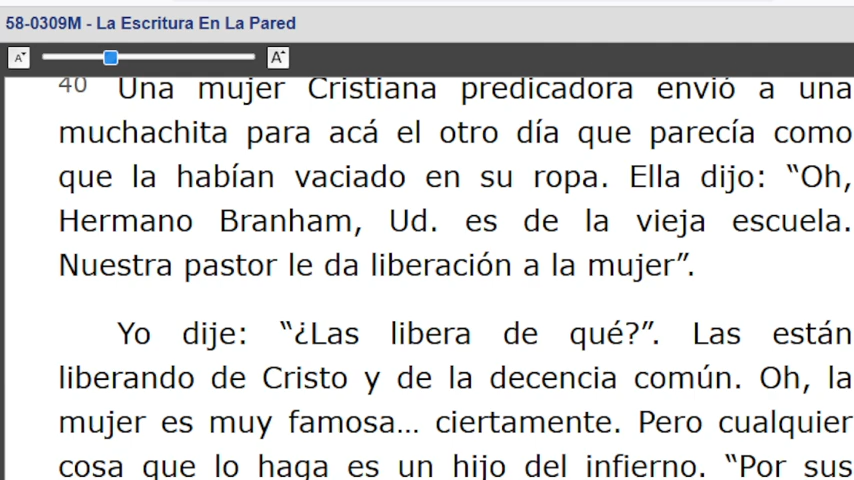 58-0309M - La Escritura En La Pared
A A
40 Una mujer Cristiana predicadora envió a una
muchachita para acá el otro día que parecía como
que la habían vaciado en su ropa. Ella dijo: “Oh,
Hermano Branham, Ud. es de la vieja escuela.
Nuestra pastor le da liberación a la mujer”.
Yo dije: “¿Las libera de qué?”. Las están
liberando de Cristo y de la decencia común. Oh, la
mujer es muy famosa… ciertamente. Pero cualquier
cosa que lo haga es un hijo del infierno. “Por sus